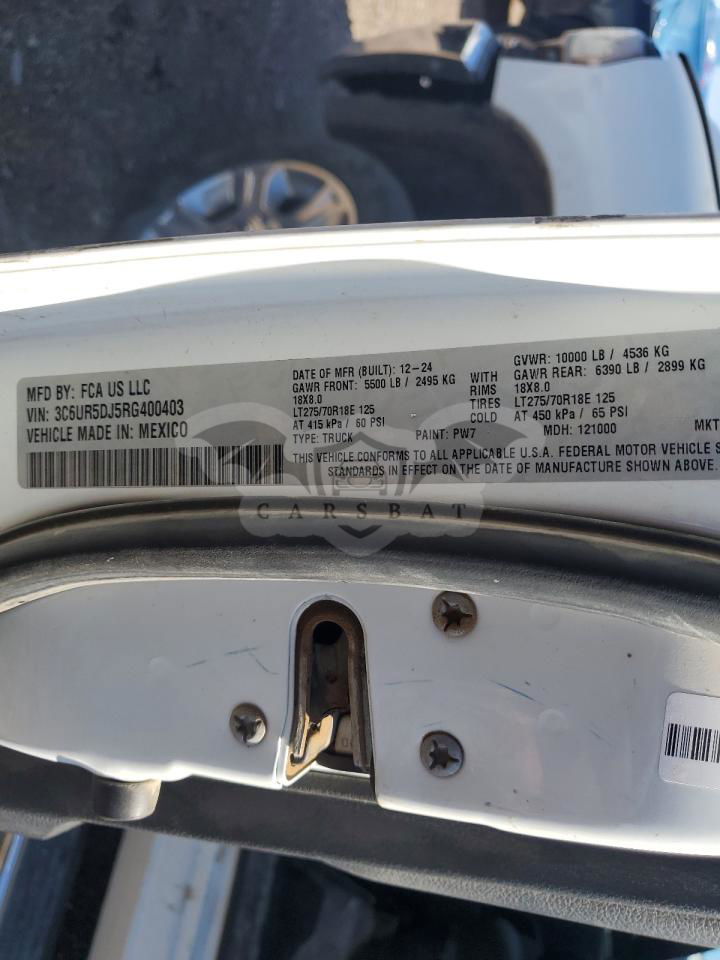 MFD BY: FCA US LLC
VIN: 3C6UR5DJ5RG400403
VEHICLE MADE IN: MEXICO
DATE OF MFR (BUILT): 12-24
GAWR FRONT: 5500 LB / 2495 KG
18X8.0
LT275/70R18E 125
AT 415 kPa / 60 PSI
TYPE: TRUCK
PAINT: PW7
WITH
RIMS
TIRES
COLD
GVWR: 10000 LB / 4536 KG
GAWR REAR: 6390 LB / 2899 KG
18X8.0
LT275/70R18E 125
AT 450 kPa / 65 PSI
MDH: 121000
MKT
THIS VEHICLE CONFORMS TO ALL APPLICABLE U.S.A. FEDERAL MOTOR VEHICLE S
STANDARDS IN EFFECT ON THE DATE OF MANUFACTURE SHOWN ABOVE.
CARSBAT